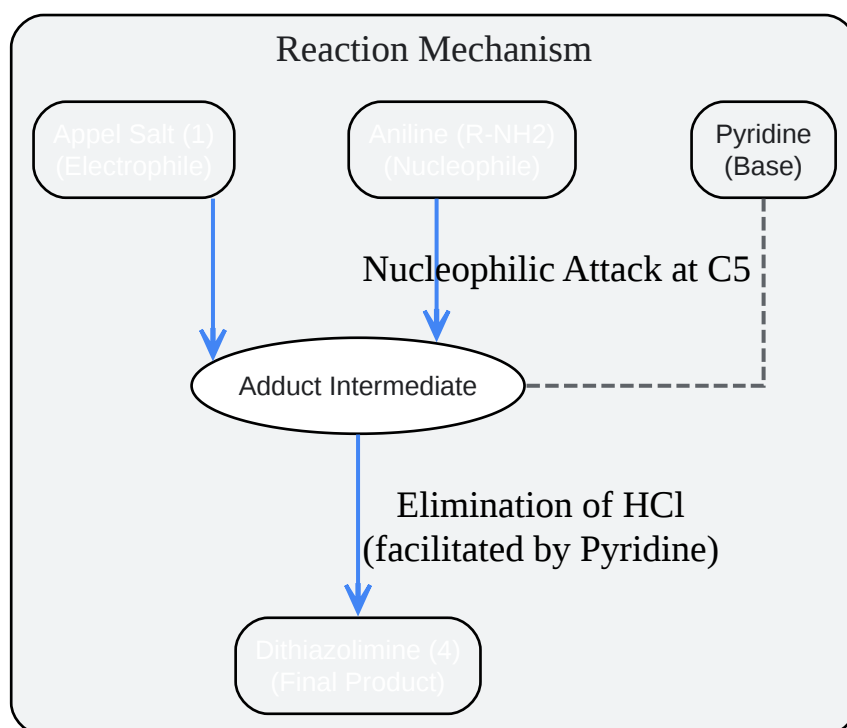 Reaction Mechanism
Appel Salt (1)
(Electrophile)
Aniline (R-NH2)
(Nucleophile)
Pyridine
(Base)
Nucleophilic Attack at C5
Adduct Intermediate
Elimination of HCl
(facilitated by Pyridine)
Dithiazolimine (4)
(Final Product)